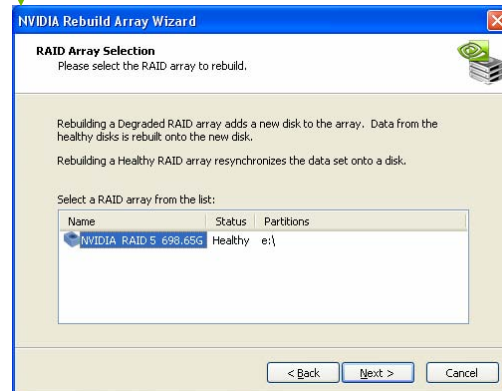 NVIDIA Rebuild Array Wizard
RAID Array Selection
Please select the RAID array to rebuild.
Rebuilding a Degraded RAID array adds a new disk to the array. Data from the
healthy disks is rebuilt onto the new disk.
Rebuilding a Healthy RAID array resynchronizes the data set onto a disk.
Select a RAID array from the list:
Name Status Partitions
NVIDIA RAID 5 698.65G Healthy e:\
< Back Next > Cancel